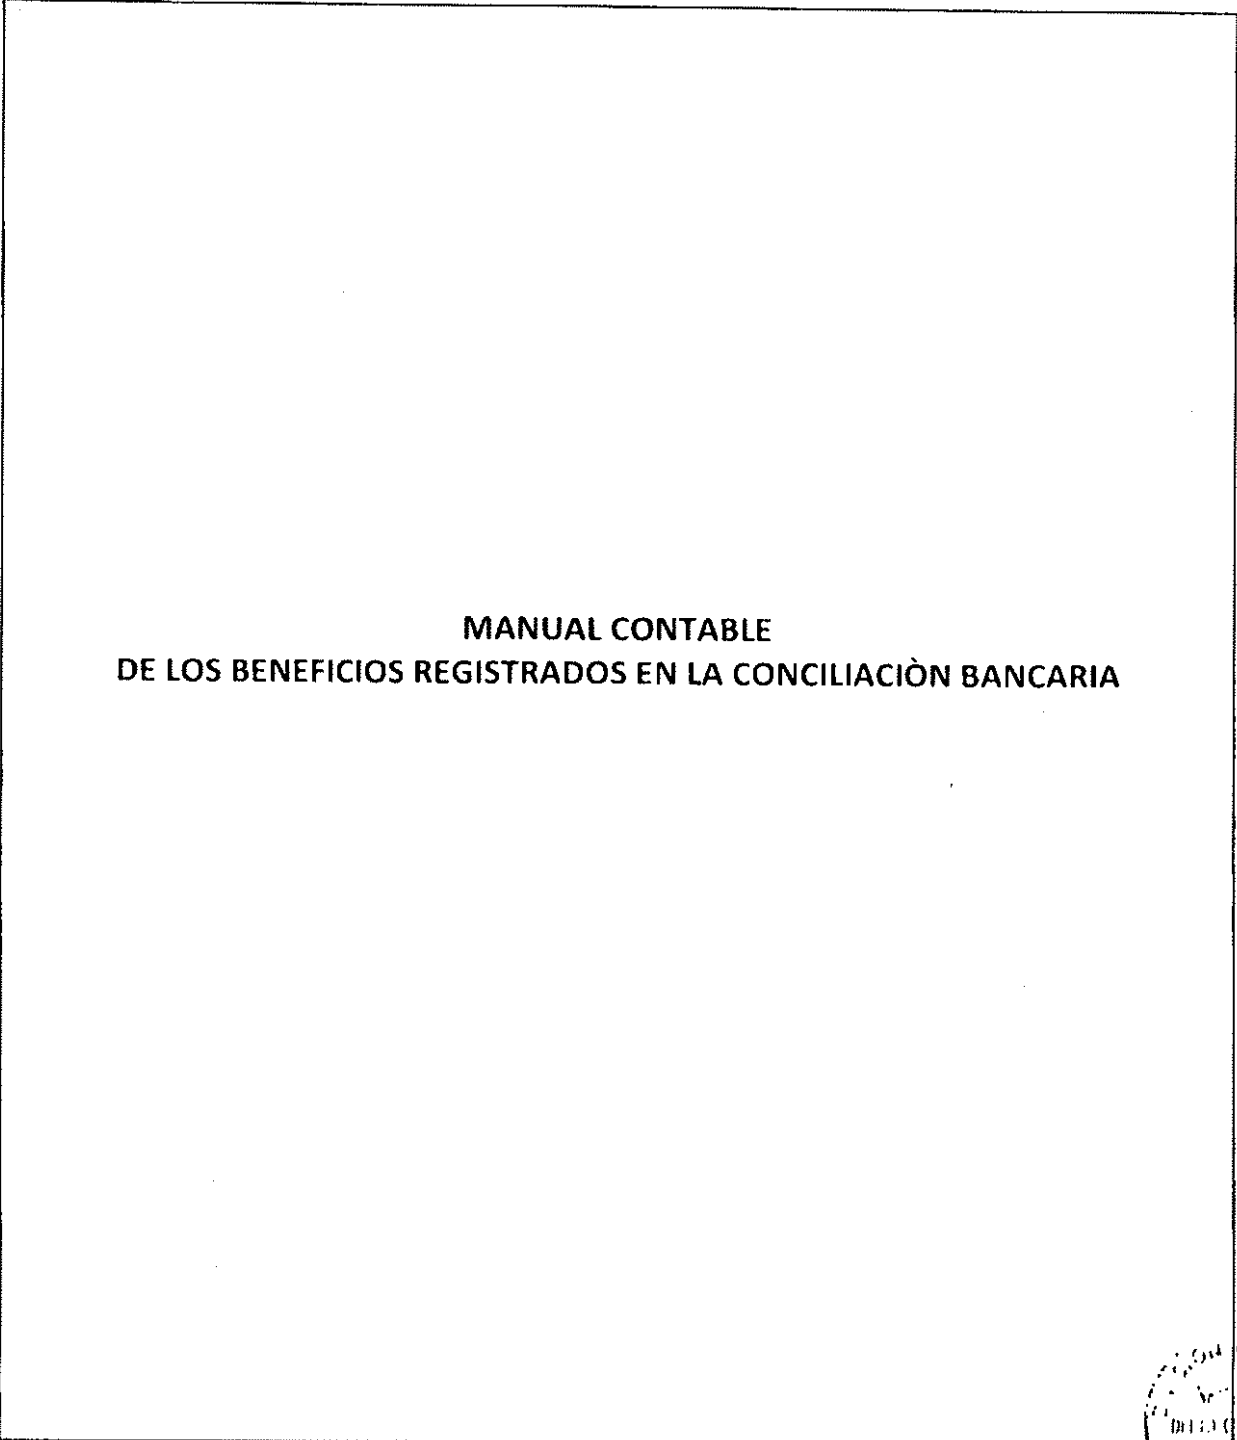 MANUAL CONTABLE
DE LOS BENEFICIOS REGISTRADOS EN LA CONCILIACIÒN BANCARIA